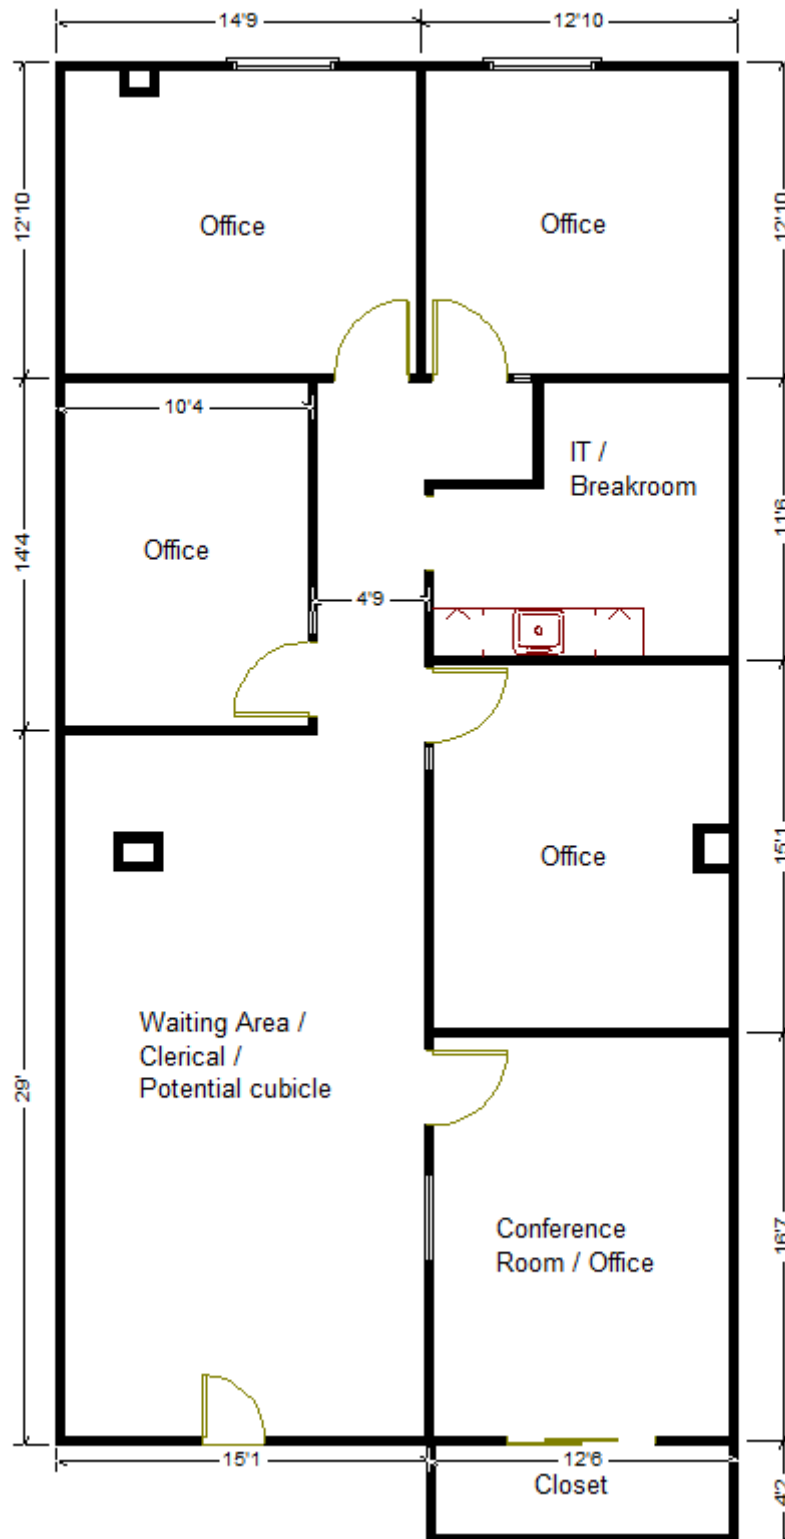 14'9 12'10
12'10 12'10
Office Office
10'4
IT /
Breakroom
14'4 11'6
Office
4'9
15'1
Office
Waiting Area /
Clerical /
Potential cubicle
29'
Conference
Room / Office
16'7
15'1 12'6
Closet
4'2